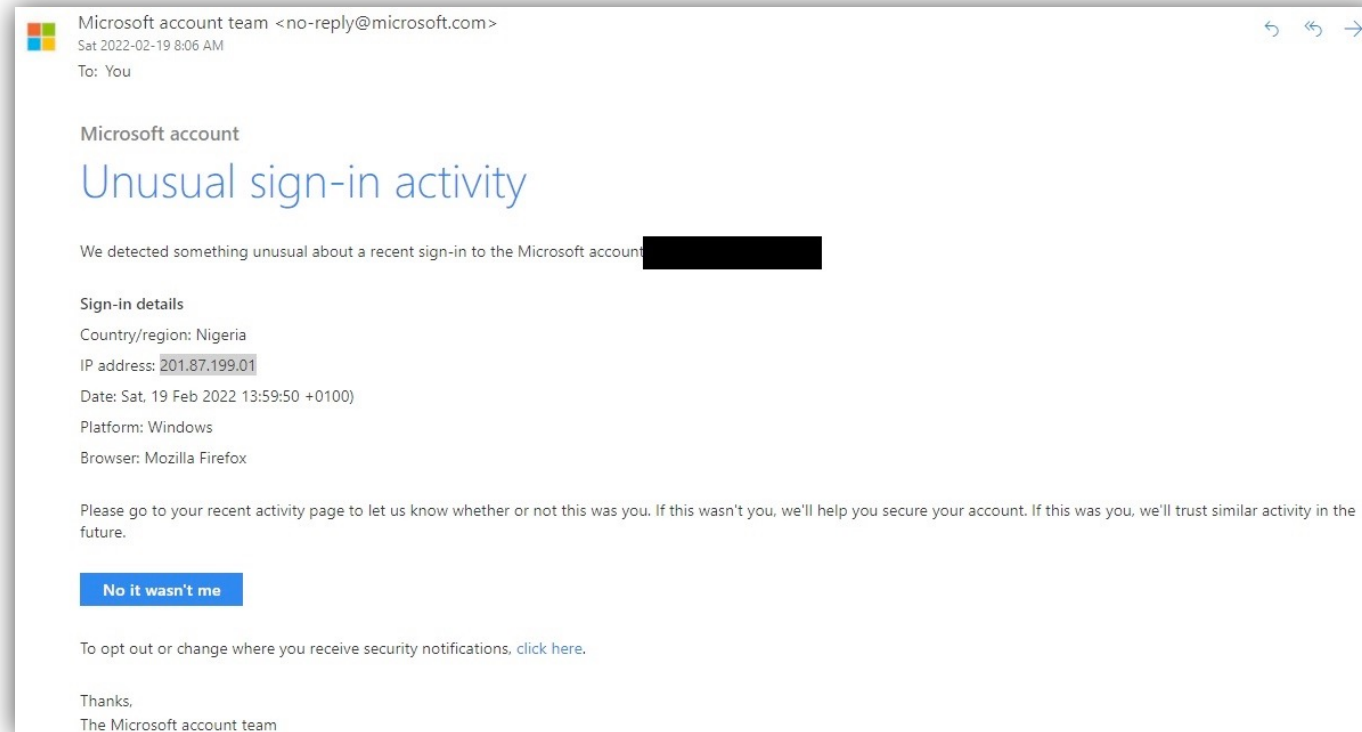 Microsoft account team <no-reply@microsoft.com>
Sat 2022-02-19 8:06 AM
To: You
Microsoft account
Unusual sign-in activity
We detected something unusual about a recent sign-in to the Microsoft account
Sign-in details
Country/region: Nigeria
IP address: 201.87.199.01
Date: Sat, 19 Feb 2022 13:59:50 +0100)
Platform: Windows
Browser: Mozilla Firefox
Please go to your recent activity page to let us know whether or not this was you. If this wasn't you, we'll help you secure your account. If this was you, we'll trust similar activity in the
future.
No it wasn't me
To opt out or change where you receive security notifications, click here.
Thanks,
The Microsoft account team